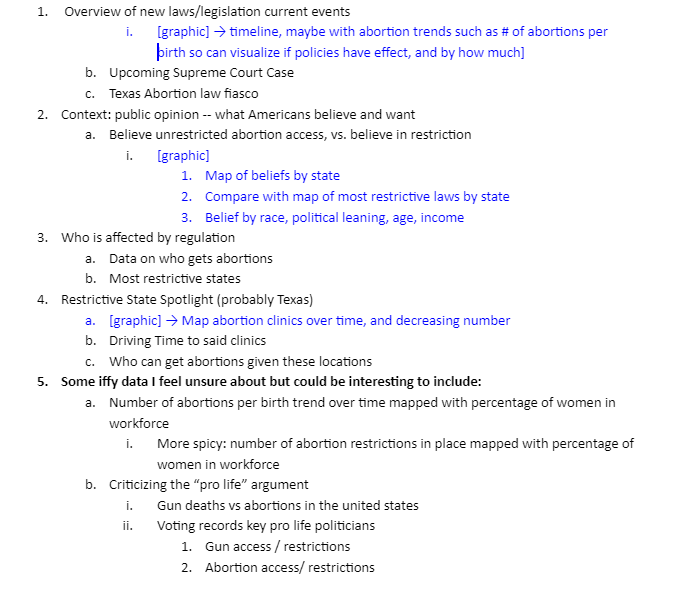 1. Overview of new laws/legislation current events
i. [graphic] → timeline, maybe with abortion trends such as # of abortions per
birth so can visualize if policies have effect, and by how much]
b. Upcoming Supreme Court Case
c. Texas Abortion law fiasco
2. Context: public opinion -- what Americans believe and want
a. Believe unrestricted abortion access, vs. believe in restriction
i. [graphic]
1. Map of beliefs by state
2. Compare with map of most restrictive laws by state
3. Belief by race, political leaning, age, income
3. Who is affected by regulation
a. Data on who gets abortions
b. Most restrictive states
4. Restrictive State Spotlight (probably Texas)
a. [graphic] → Map abortion clinics over time, and decreasing number
b. Driving Time to said clinics
c. Who can get abortions given these locations
5. Some iffy data I feel unsure about but could be interesting to include:
a. Number of abortions per birth trend over time mapped with percentage of women in
workforce
i. More spicy: number of abortion restrictions in place mapped with percentage of
women in workforce
b. Criticizing the “pro life” argument
i. Gun deaths vs abortions in the united states
ii. Voting records key pro life politicians
1. Gun access / restrictions
2. Abortion access/ restrictions